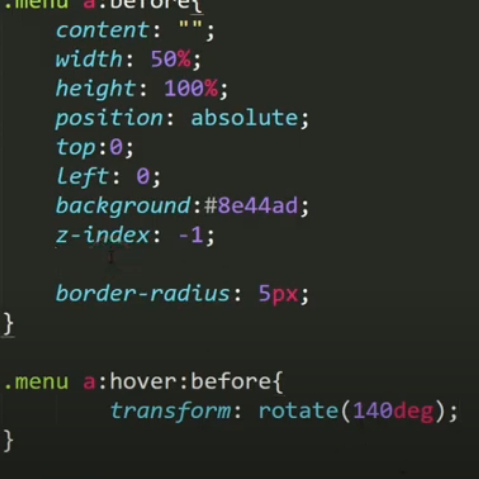 .menu a:before{
content: "";
width: 50%;
height: 100%;
position: absolute;
top:0;
left: 0;
background:#8e44ad;
z-index: -1;
border-radius: 5px;
}
.menu a:hover:before{
transform: rotate(140deg);
}